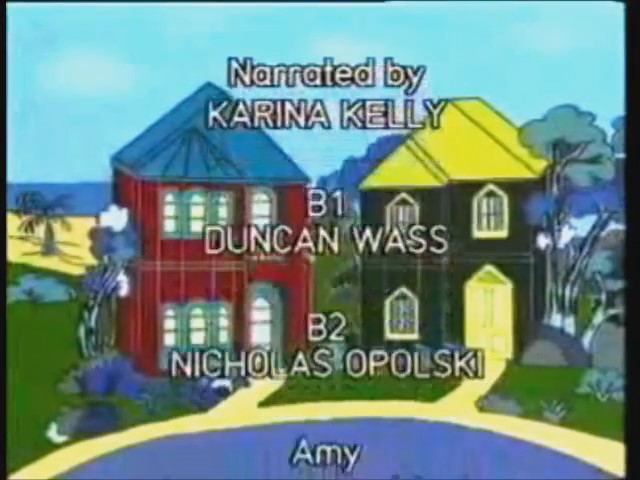 Narrated by
KARINA KELLY
B1
DUNCAN WASS
B2
NICHOLAS OPOLSKI
Amy